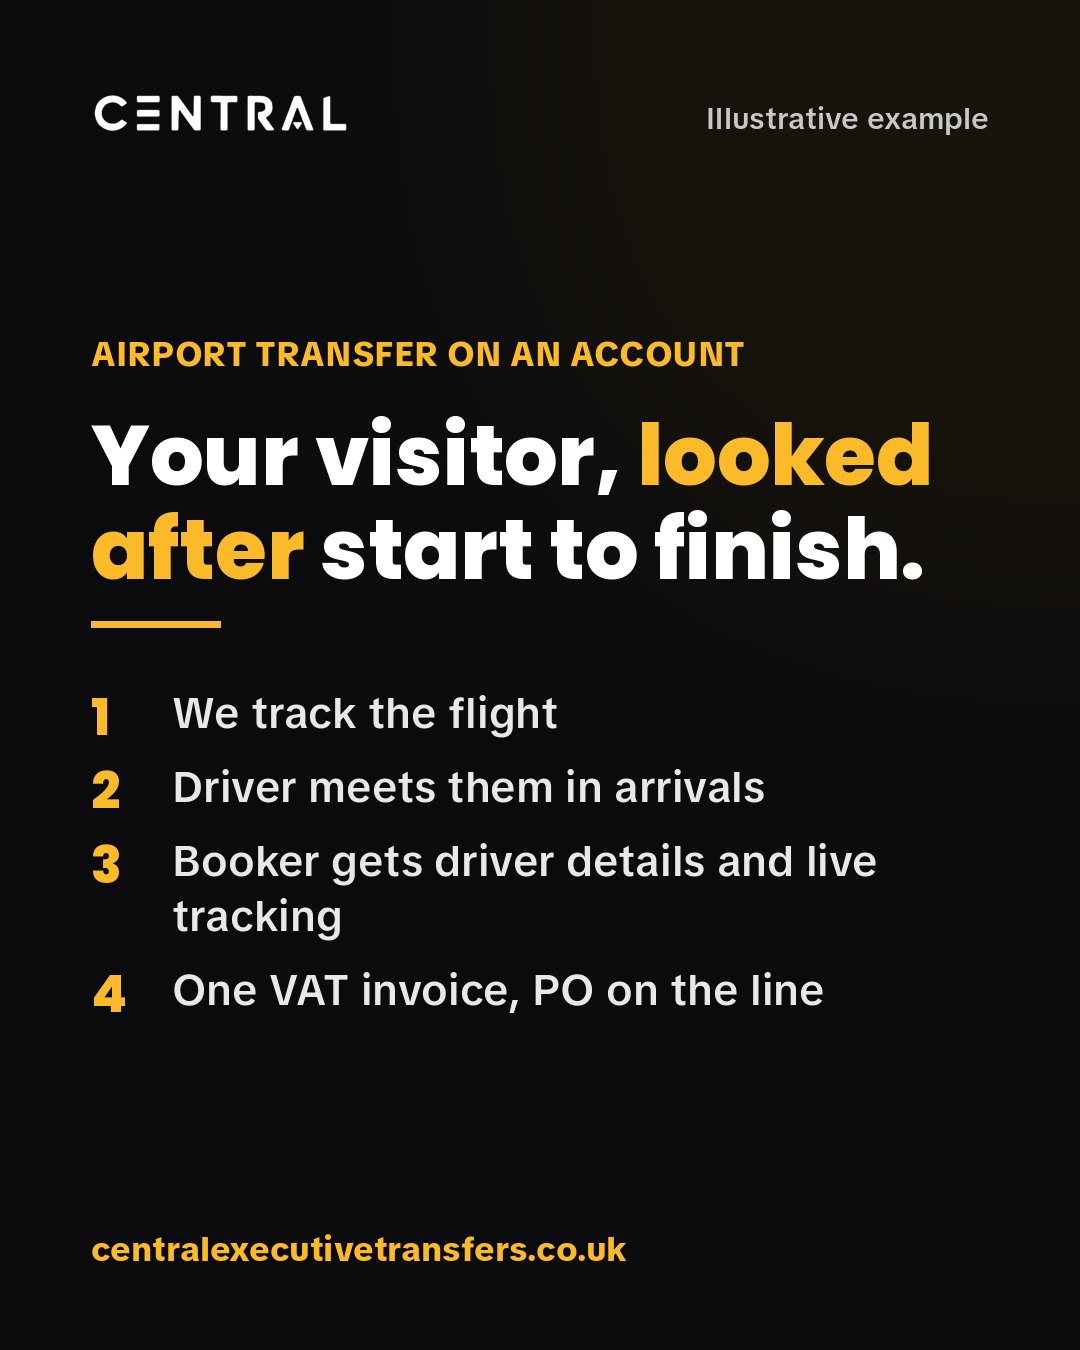 CENTRAL
Illustrative example
AIRPORT TRANSFER ON AN ACCOUNT
Your visitor, looked
after start to finish.
1 We track the flight
2 Driver meets them in arrivals
3 Booker gets driver details and live
tracking
4 One VAT invoice, PO on the line
centralexecutivetransfers.co.uk